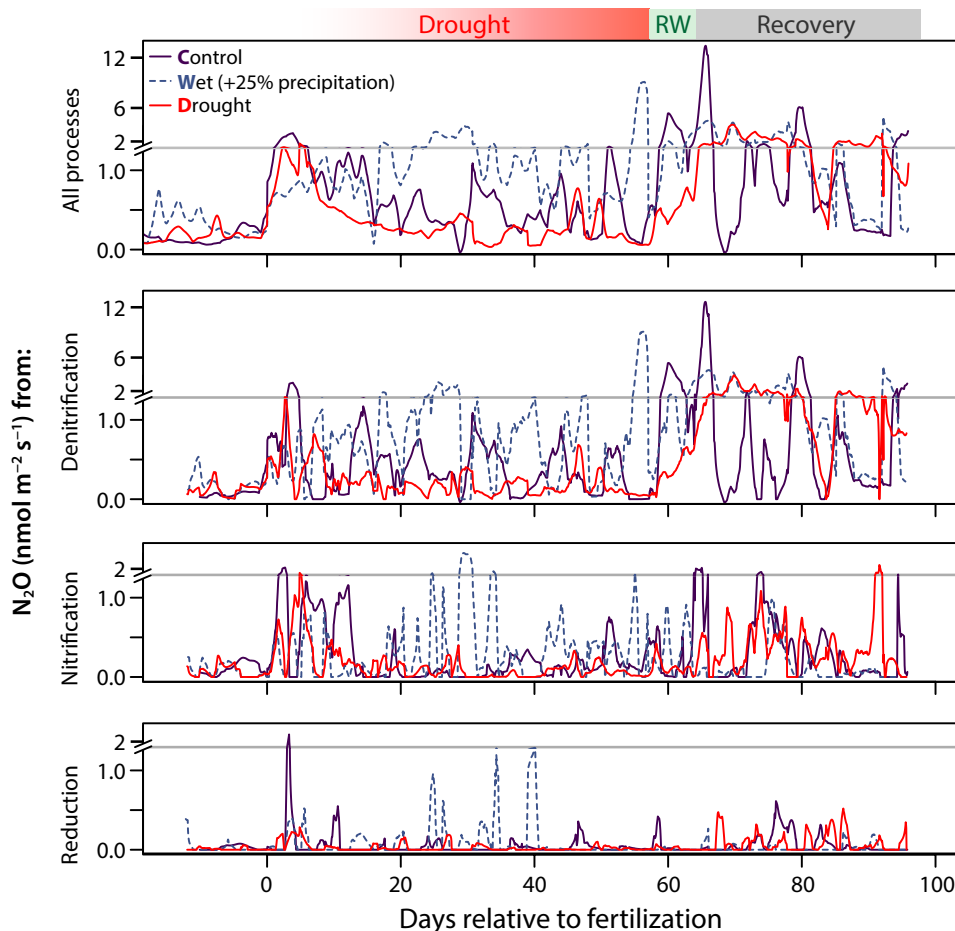 Drought RW Recovery
Control
Wet (+25% precipitation)
Drought
N₂O (nmol m⁻² s⁻¹) from:
All processes
12
6
2
1.0
0.0
Denitrification
12
6
2
1.0
0.0
Nitrification
2
1.0
0.0
Reduction
2
1.0
0.0
0 20 40 60 80 100
Days relative to fertilization